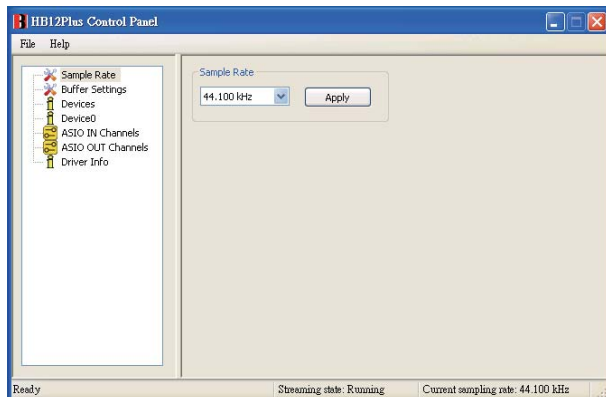 HB12Plus Control Panel
File Help
Sample Rate
Buffer Settings
Devices
Device0
ASIO IN Channels
ASIO OUT Channels
Driver Info
Sample Rate
44.100 kHz
Apply
Ready
Streaming state: Running
Current sampling rate: 44.100 kHz